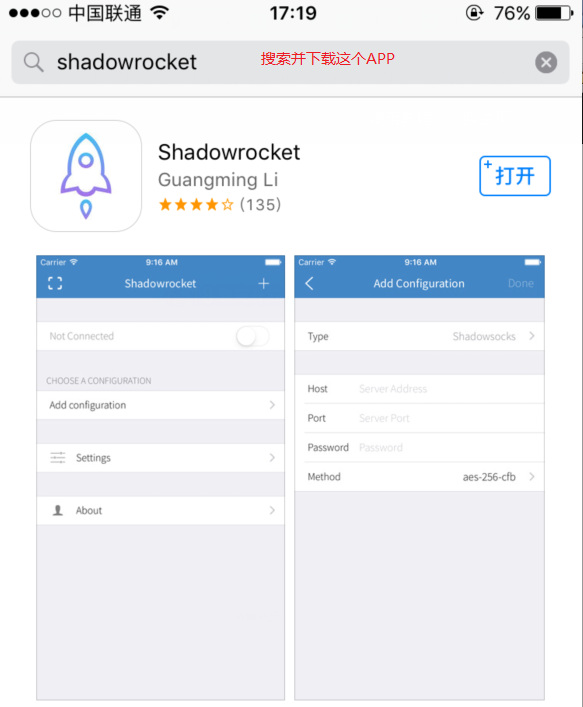 中国联通 17:19 76%
shadowrocket 搜索并下载这个APP
Shadowrocket
Guangming Li
(135)
打开
Carrier 9:16 AM
Shadowrocket
Not Connected
CHOOSE A CONFIGURATION
Add configuration
Settings
About
Carrier 9:16 AM
Add Configuration Done
Type Shadowsocks
Host Server Address
Port Server Port
Password Password
Method aes-256-cfb